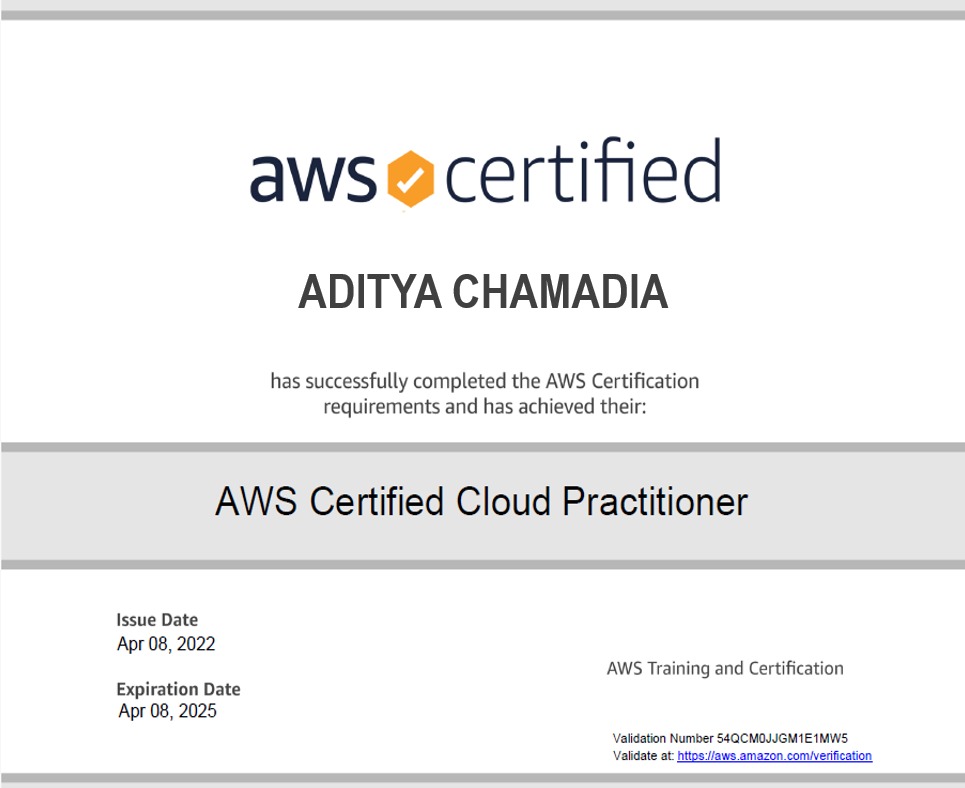 aws certified
ADITYA CHAMADIA
has successfully completed the AWS Certification
requirements and has achieved their:
AWS Certified Cloud Practitioner
Issue Date
Apr 08, 2022
Expiration Date
Apr 08, 2025
AWS Training and Certification
Validation Number 54QCM0JJGM1E1MW5
Validate at: https://aws.amazon.com/verification